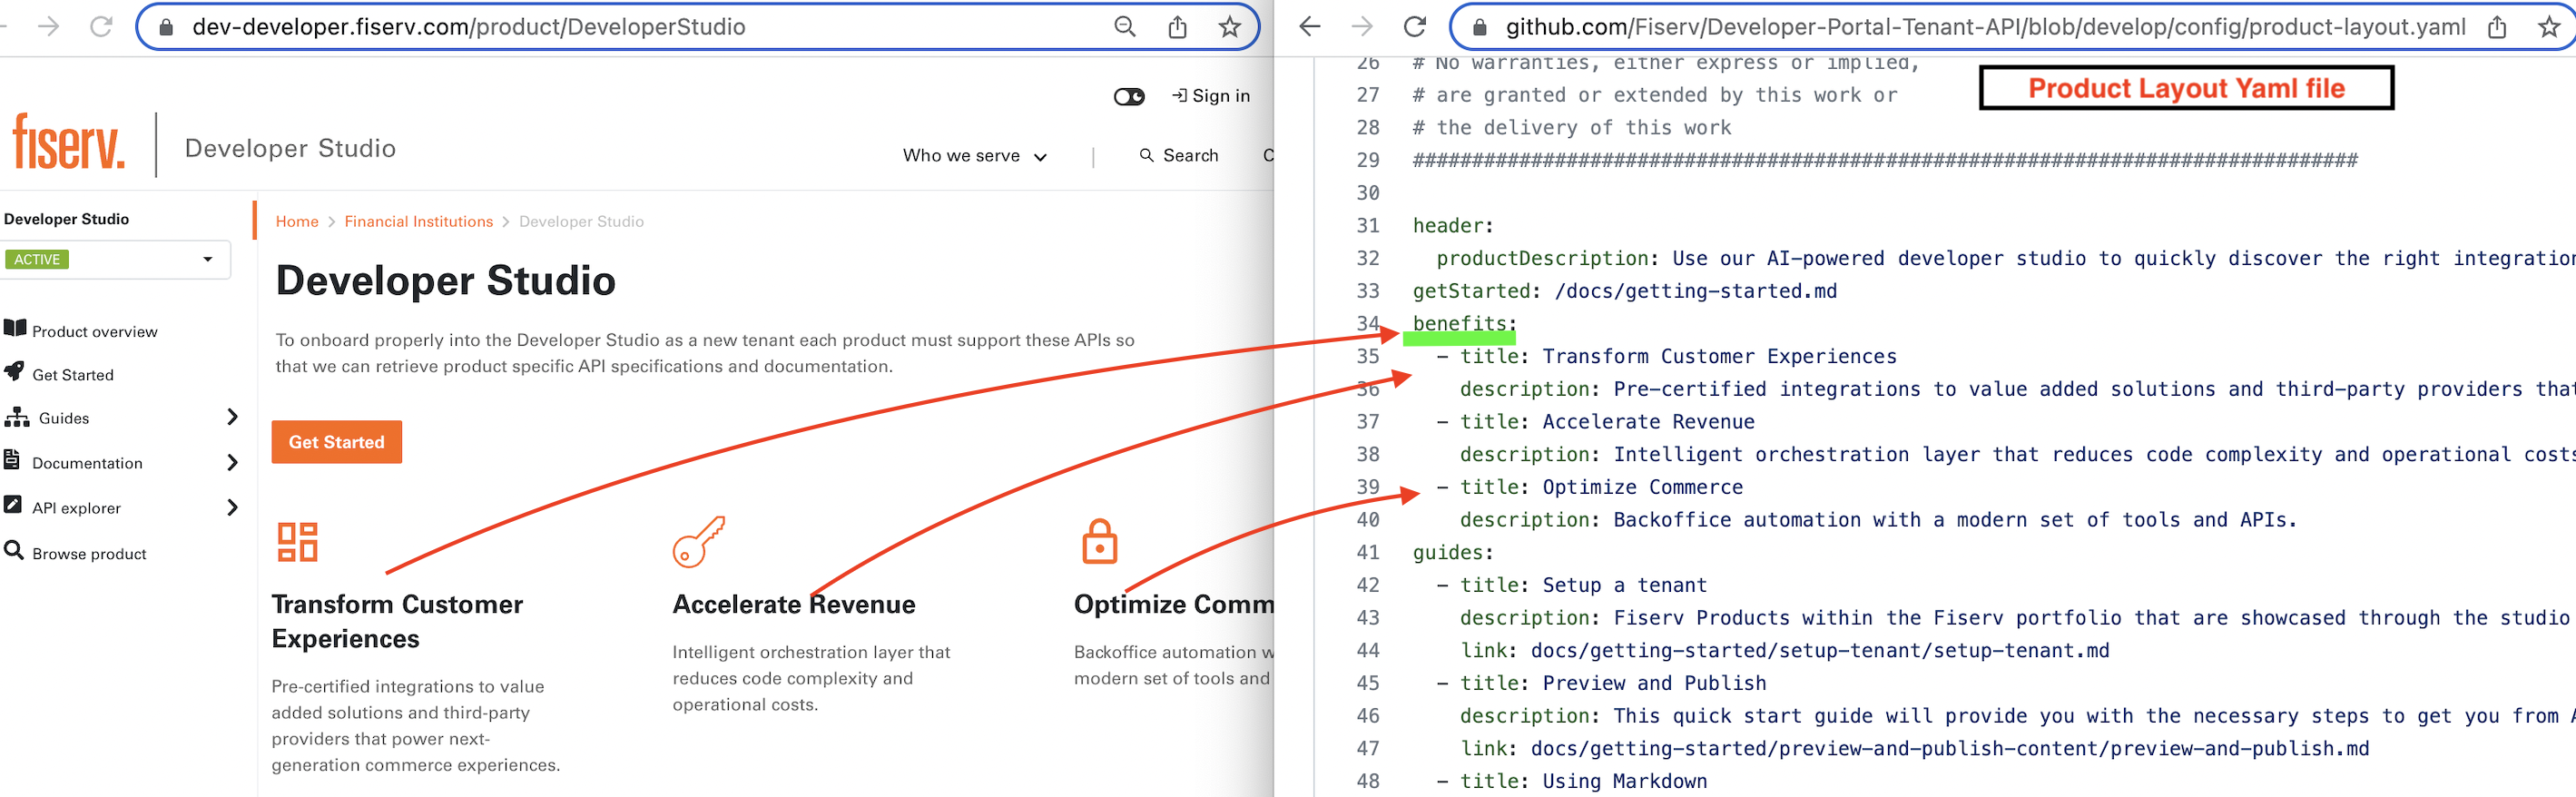 dev-developer.fiserv.com/product/DeveloperStudio
Sign in
fiserv.
Developer Studio
Who we serve
Search
Developer Studio
ACTIVE
Product overview
Get Started
Guides
Documentation
API explorer
Browse product
Home > Financial Institutions > Developer Studio
Developer Studio
To onboard properly into the Developer Studio as a new tenant each product must support these APIs so
that we can retrieve product specific API specifications and documentation.
Get Started
Transform Customer
Experiences
Pre-certified integrations to value
added solutions and third-party
providers that power next-
generation commerce experiences.
Accelerate Revenue
Intelligent orchestration layer that
reduces code complexity and
operational costs.
Optimize Comm
Backoffice automation w
modern set of tools and
github.com/Fiserv/Developer-Portal-Tenant-API/blob/develop/config/product-layout.yaml
Product Layout Yaml file
26 # No warranties, either express or implied,
27 # are granted or extended by this work or
28 # the delivery of this work
29 ################################################################################
30
31 header:
32 productDescription: Use our AI-powered developer studio to quickly discover the right integration
33 getStarted: /docs/getting-started.md
34 benefits:
35 - title: Transform Customer Experiences
36 description: Pre-certified integrations to value added solutions and third-party providers that
37 - title: Accelerate Revenue
38 description: Intelligent orchestration layer that reduces code complexity and operational costs
39 - title: Optimize Commerce
40 description: Backoffice automation with a modern set of tools and APIs.
41 guides:
42 - title: Setup a tenant
43 description: Fiserv Products within the Fiserv portfolio that are showcased through the studio
44 link: docs/getting-started/setup-tenant/setup-tenant.md
45 - title: Preview and Publish
46 description: This quick start guide will provide you with the necessary steps to get you from
47 link: docs/getting-started/preview-and-publish-content/preview-and-publish.md
48 - title: Using Markdown